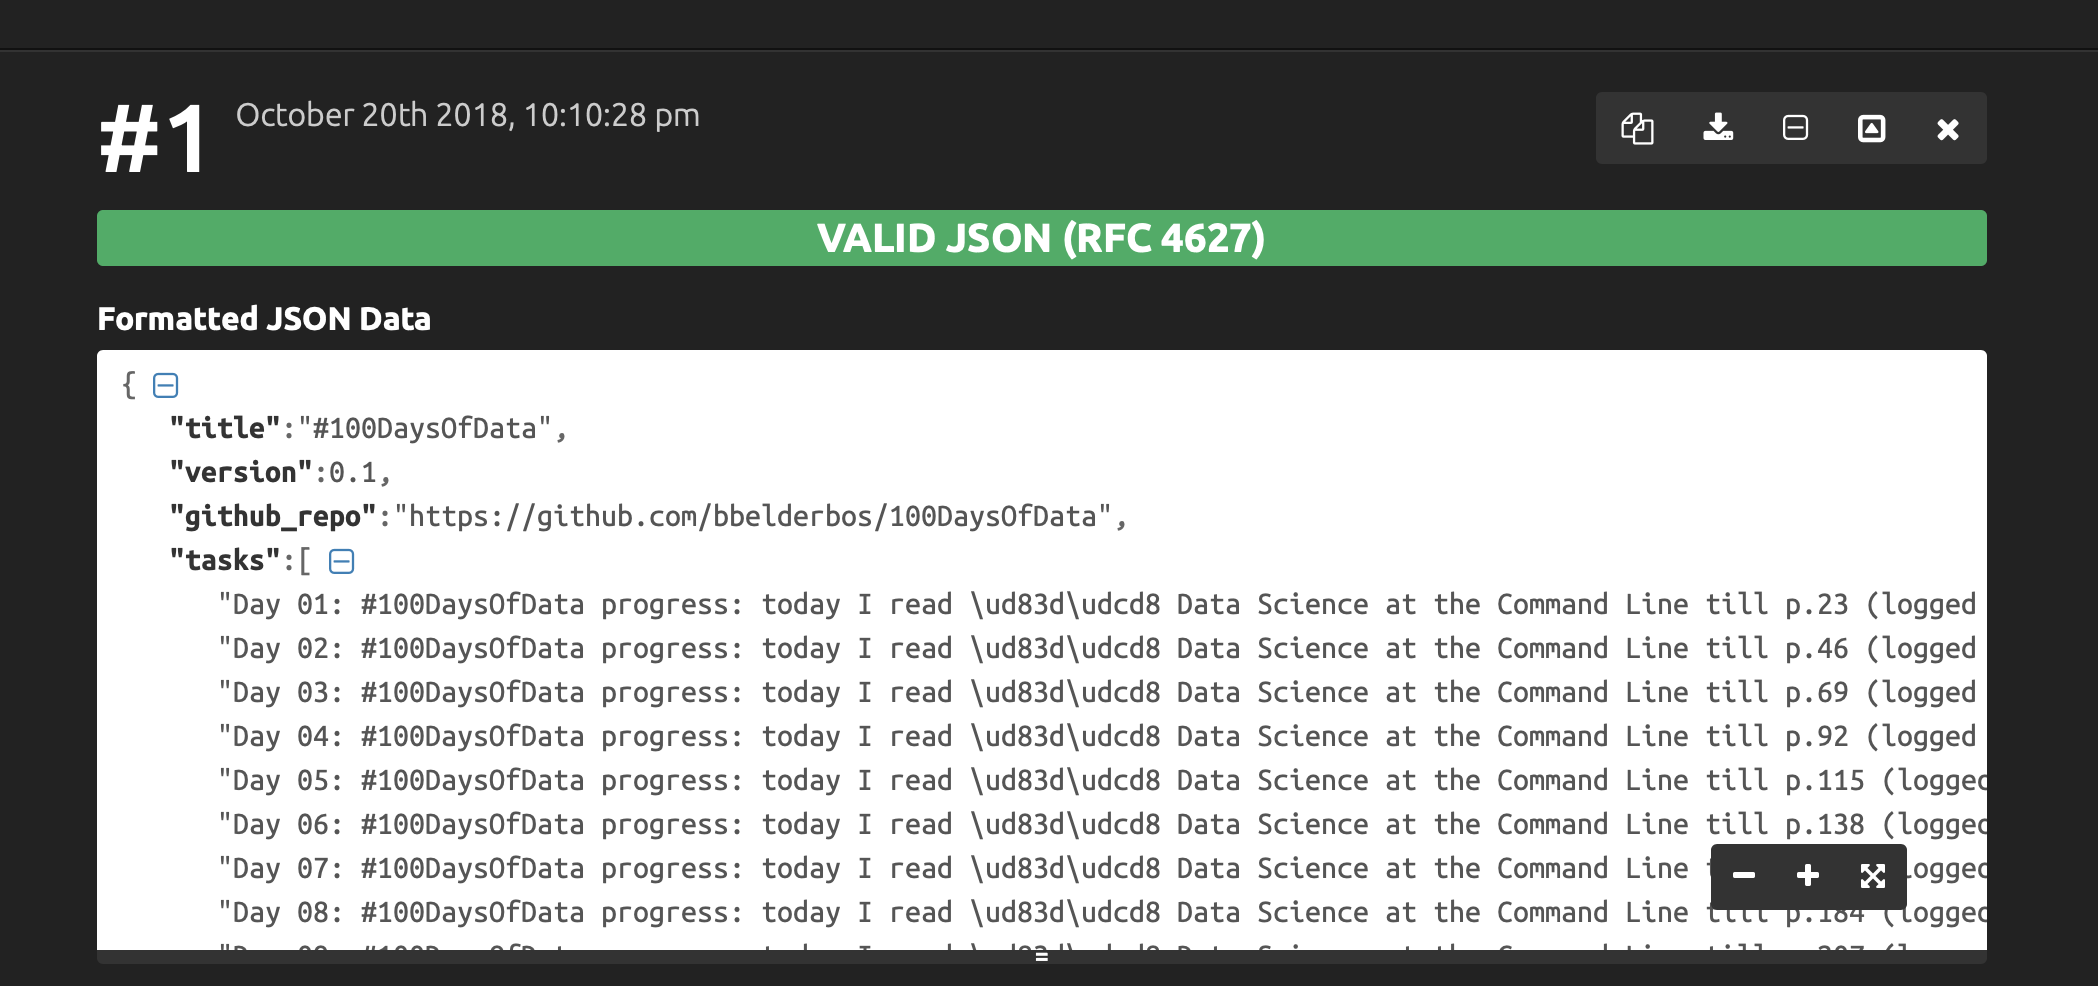 #1 October 20th 2018, 10:10:28 pm
VALID JSON (RFC 4627)
Formatted JSON Data
{
"title":"#100DaysOfData",
"version":0.1,
"github_repo":"https://github.com/bbelderbos/100DaysOfData",
"tasks":[
"Day 01: #100DaysOfData progress: today I read \ud83d\udcd8 Data Science at the Command Line till p.23 (logged
"Day 02: #100DaysOfData progress: today I read \ud83d\udcd8 Data Science at the Command Line till p.46 (logged
"Day 03: #100DaysOfData progress: today I read \ud83d\udcd8 Data Science at the Command Line till p.69 (logged
"Day 04: #100DaysOfData progress: today I read \ud83d\udcd8 Data Science at the Command Line till p.92 (logged
"Day 05: #100DaysOfData progress: today I read \ud83d\udcd8 Data Science at the Command Line till p.115 (logged
"Day 06: #100DaysOfData progress: today I read \ud83d\udcd8 Data Science at the Command Line till p.138 (logged
"Day 07: #100DaysOfData progress: today I read \ud83d\udcd8 Data Science at the Command Line
"Day 08: #100DaysOfData progress: today I read \ud83d\udcd8 Data Science at the Command Line till p.184 (logged